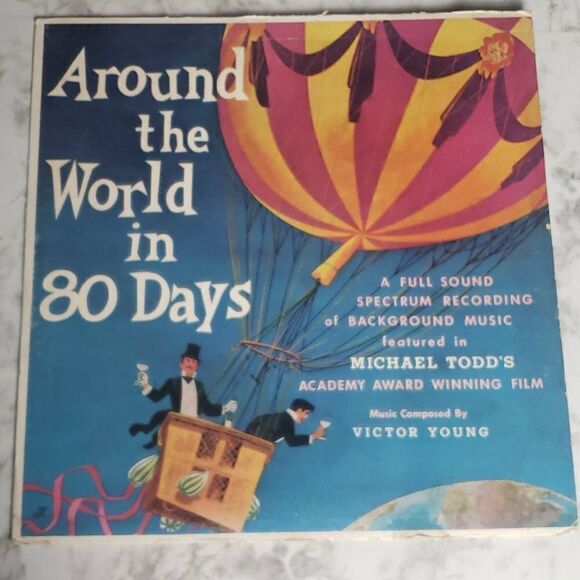 Around
the
World
in
80 Days
A FULL SOUND
SPECTRUM RECORDING
of BACKGROUND MUSIC
featured in
MICHAEL TODD'S
ACADEMY AWARD WINNING FILM
Music Composed By
VICTOR YOUNG